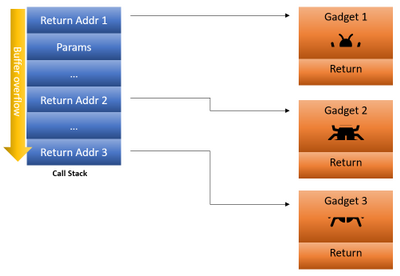 Buffer overflow
Return Addr 1
Params
...
Return Addr 2
...
Return Addr 3
Call Stack
Gadget 1
Return
Gadget 2
Return
Gadget 3
Return